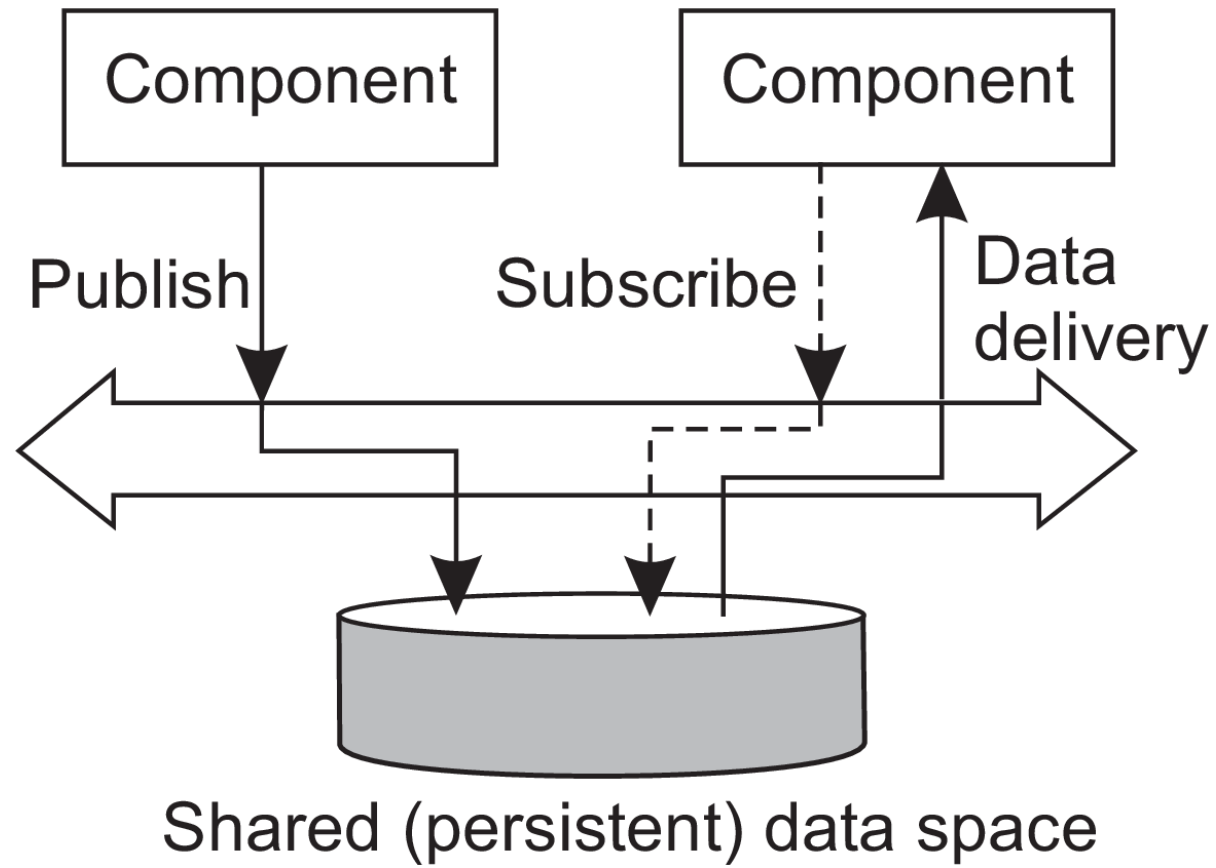 Component
Component
Publish
Subscribe
Data
delivery
Shared (persistent) data space